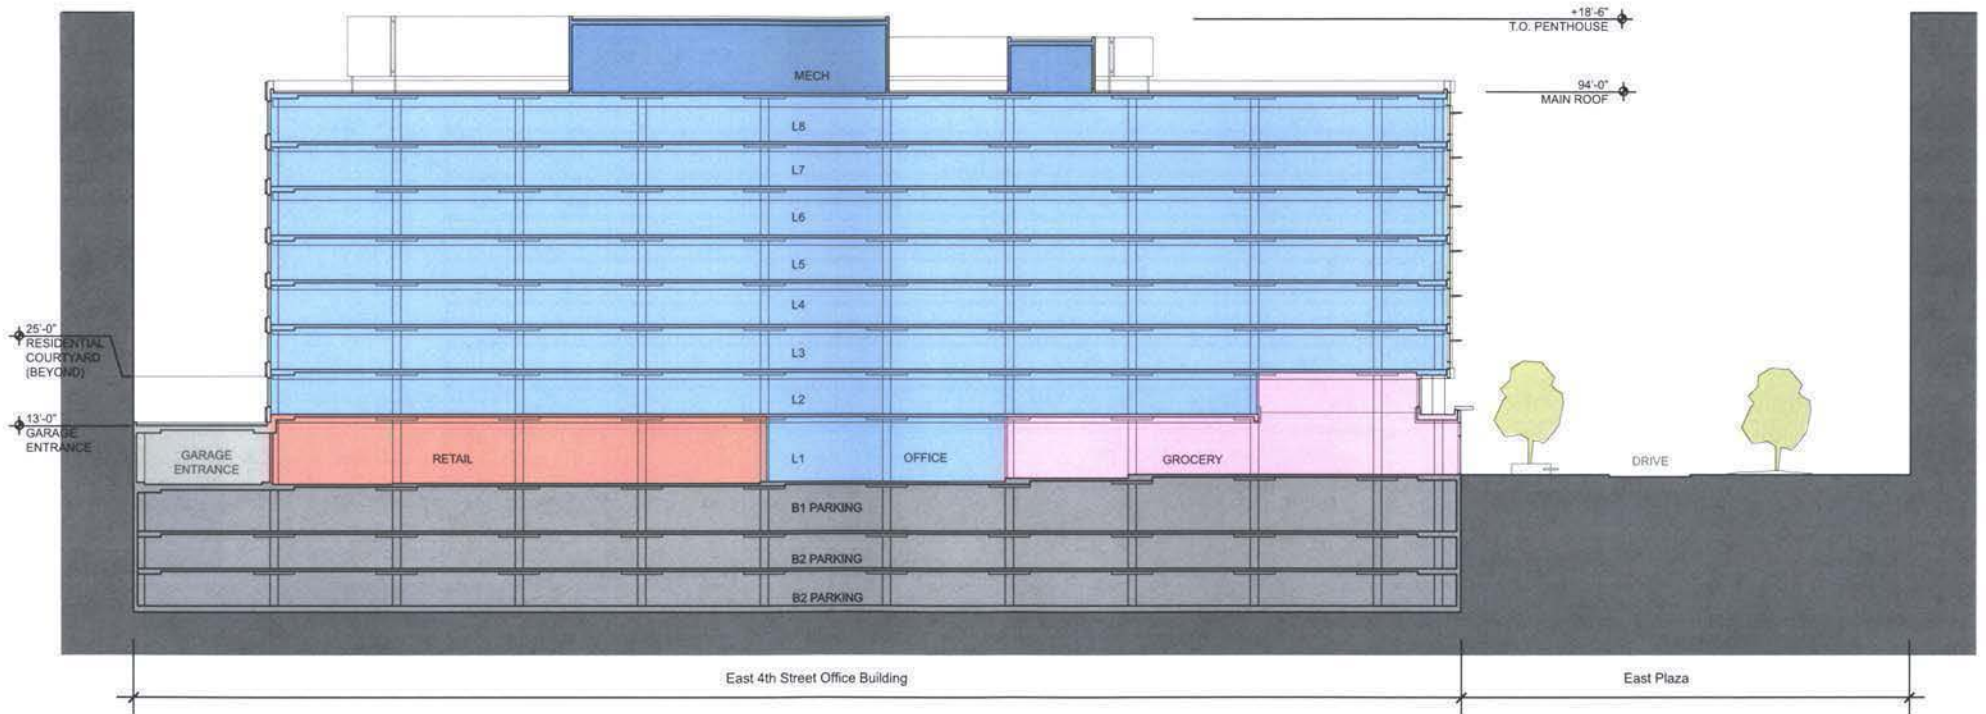 +18'-6"
T.O. PENTHOUSE
MECH
94'-0"
MAIN ROOF
L8
L7
L6
L5
L4
25'-0"
RESIDENTIAL
COURTYARD
(BEYOND)
L3
L2
13'-0"
GARAGE
ENTRANCE
GARAGE
ENTRANCE
RETAIL
L1
OFFICE
GROCERY
DRIVE
B1 PARKING
B2 PARKING
B2 PARKING
East 4th Street Office Building
East Plaza